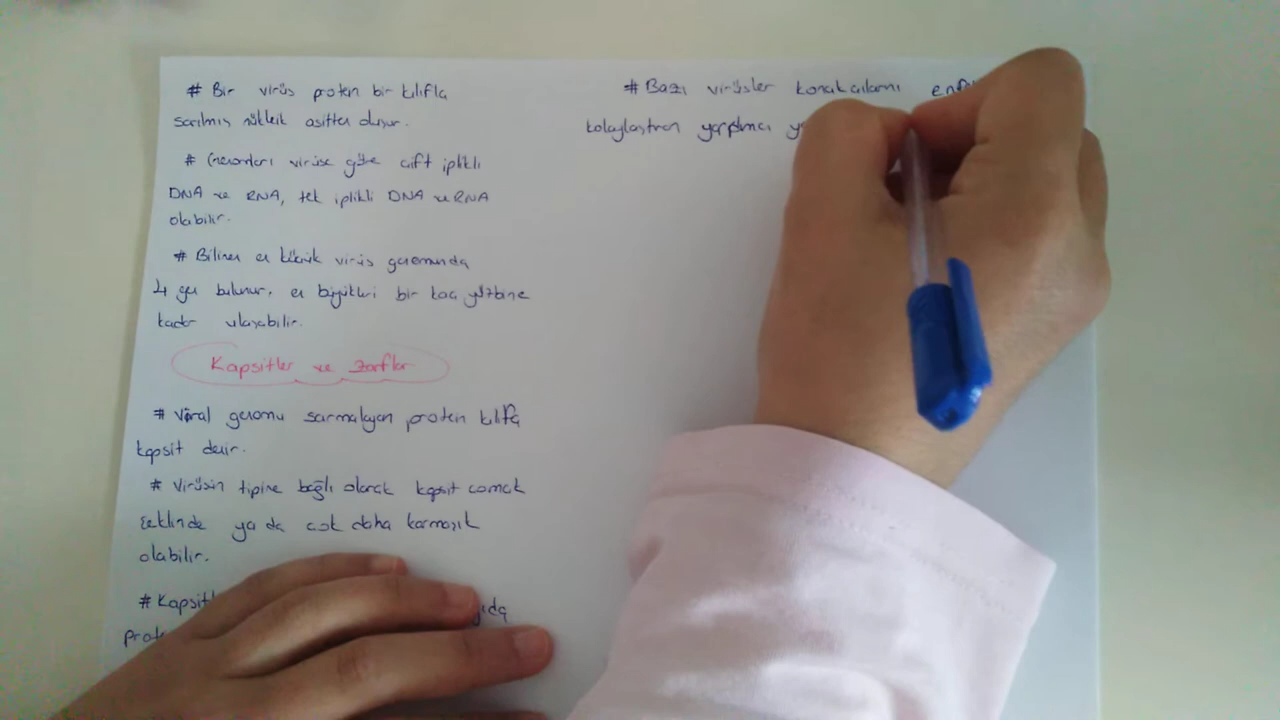 # Bir virüs protein bir kılıfla
sarılmış nükleik asitten oluşur.
# Genomları virüse göre çift iplikli
DNA ve RNA, tek iplikli DNA ve RNA
olabilir.
# Bilinen en küçük virüs genomunda
4 gen bulunur, en büyükleri bir kaç yüzbine
kadar ulaşabilir.
Kapsitler ve zarflar
# Viral genomu sarmalayan protein kılıfa
kapsit denir.
# Virüsün tipine bağlı olarak kapsit comak
şeklinde ya da çok daha karmaşık
olabilir.
# Kapsit
# Bazı virüsler konakcılarını
kolaylaştıran yardımcı